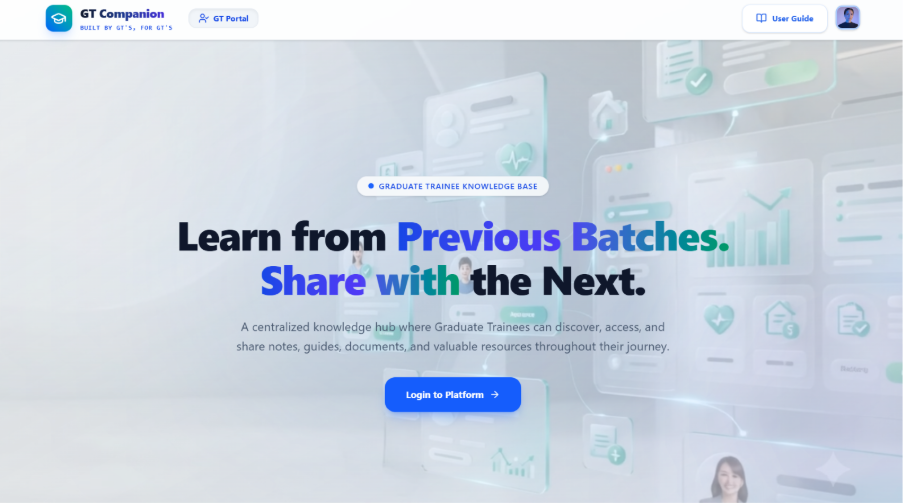 GT Companion
BUILT BY GT'S, FOR GT'S
GT Portal
User Guide
GRADUATE TRAINEE KNOWLEDGE BASE
Learn from Previous Batches.
Share with the Next.
A centralized knowledge hub where Graduate Trainees can discover, access, and
share notes, guides, documents, and valuable resources throughout their journey.
Login to Platform